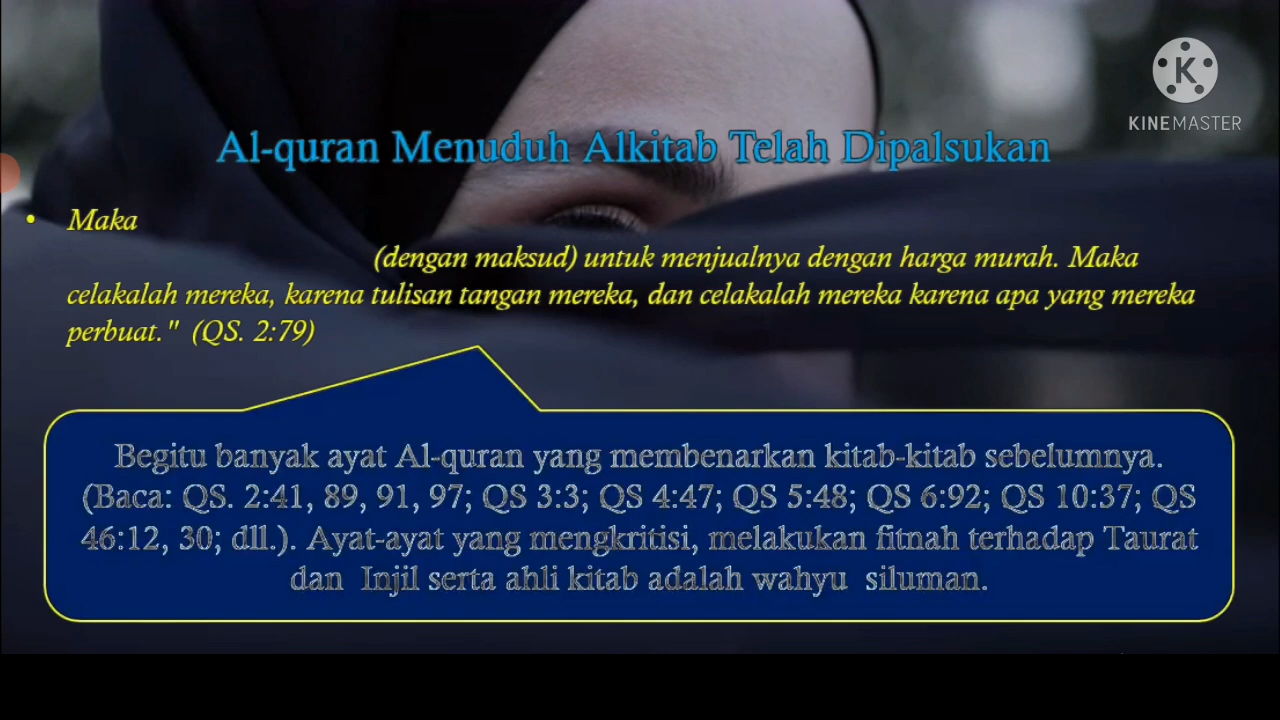 KINEMASTER
Al-quran Menuduh Alkitab Telah Dipalsukan
• Maka
(dengan maksud) untuk menjualnya dengan harga murah. Maka
celakalah mereka, karena tulisan tangan mereka, dan celakalah mereka karena apa yang mereka
perbuat." (QS. 2:79)
Begitu banyak ayat Al-quran yang membenarkan kitab-kitab sebelumnya.
(Baca: QS. 2:41, 89, 91, 97; QS 3:3; QS 4:47; QS 5:48; QS 6:92; QS 10:37; QS
46:12, 30; dll.). Ayat-ayat yang mengkritisi, melakukan fitnah terhadap Taurat
dan Injil serta ahli kitab adalah wahyu siluman.